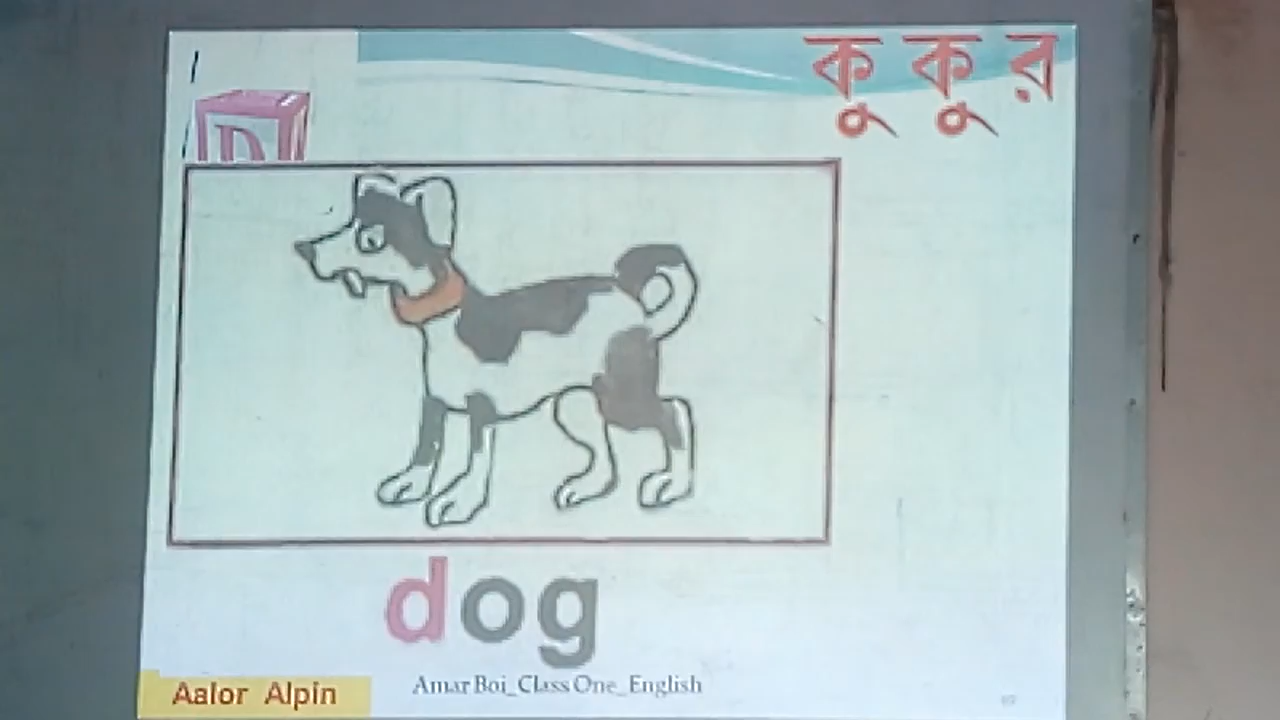 কুকুর
D
dog
Aalor Alpin
Amar Boi_Class One_English